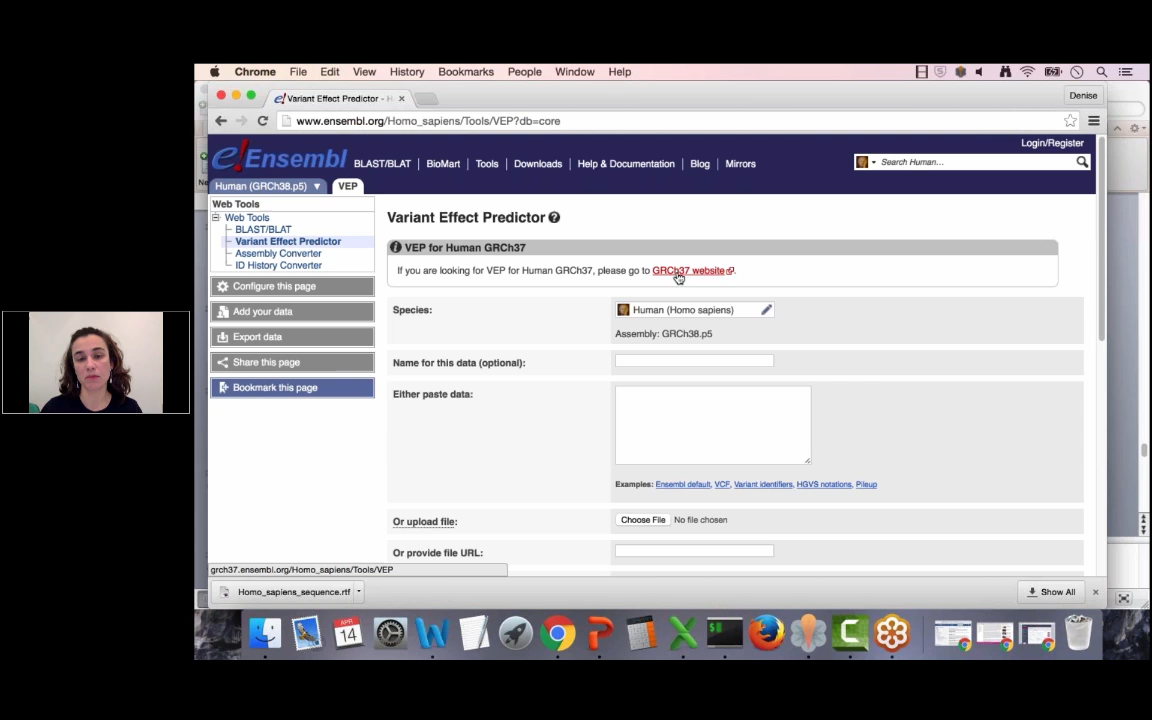 Chrome File Edit View History Bookmarks People Window Help
Variant Effect Predictor - H
Denise
www.ensembl.org/Homo_sapiens/Tools/VEP?db=core
Login/Register
e!Ensembl BLAST/BLAT | BioMart | Tools | Downloads | Help & Documentation | Blog | Mirrors
Search Human...
Human (GRCh38.p5) ▼ VEP
Web Tools
Web Tools
BLAST/BLAT
Variant Effect Predictor
Assembly Converter
ID History Converter
Configure this page
Add your data
Export data
Share this page
Bookmark this page
Variant Effect Predictor
VEP for Human GRCh37
If you are looking for VEP for Human GRCh37, please go to GRCh37 website.
Species: Human (Homo sapiens)
Assembly: GRCh38.p5
Name for this data (optional):
Either paste data:
Examples: Ensembl default, VCF, Variant identifiers, HGVS notations, Pileup
Or upload file: Choose File No file chosen
Or provide file URL:
grch37.ensembl.org/Homo_sapiens/Tools/VEP
Homo_sapiens_sequence.rtf
Show All
APR
14